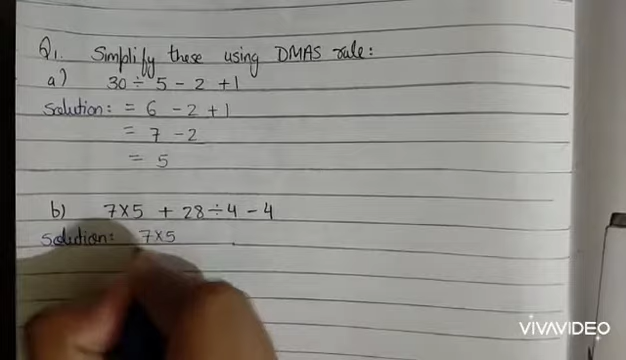 Q1. Simplify these using DMAS rule:
a) 30 ÷ 5 - 2 + 1
solution: = 6 - 2 + 1
= 7 - 2
= 5
b) 7×5 + 28÷4 - 4
solution: 7×5
VIVAVIDEO